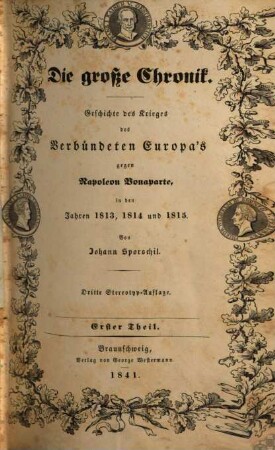 Die große Chronik.
Geschichte des Krieges
des
Verbündeten Europa's
gegen
Napoleon Bonaparte,
in den
Jahren 1813, 1814 und 1815.
Von
Johann Sporschil.
Dritte Stereotyp-Auflage.
Erster Theil.
Braunschweig,
Verlag von George Westermann
1841.